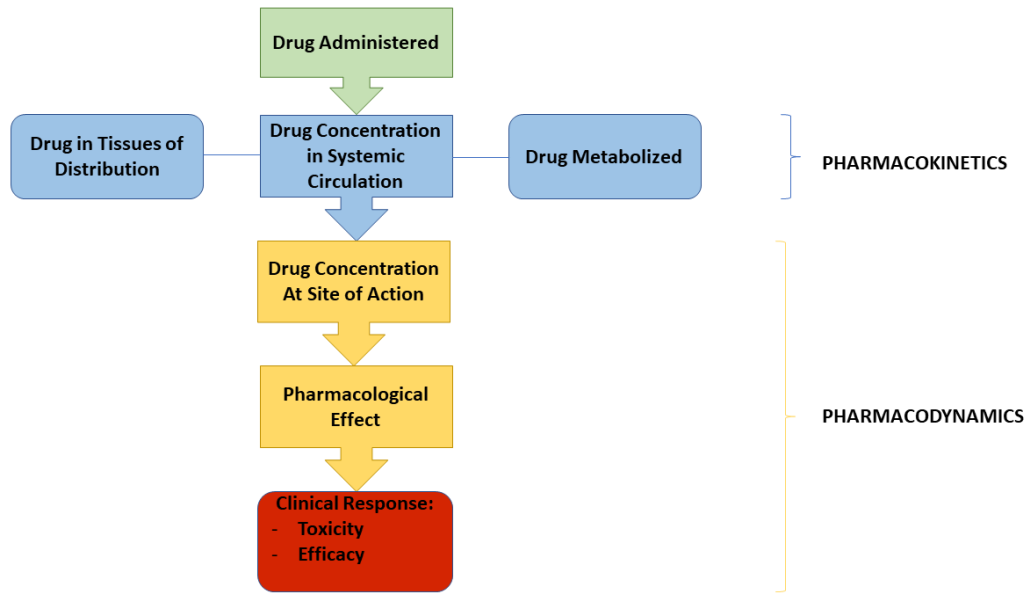 Drug Administered
Drug in Tissues of
Distribution
Drug Concentration
in Systemic
Circulation
Drug Metabolized
PHARMACOKINETICS
Drug Concentration
At Site of Action
Pharmacological
Effect
PHARMACODYNAMICS
Clinical Response:
- Toxicity
- Efficacy